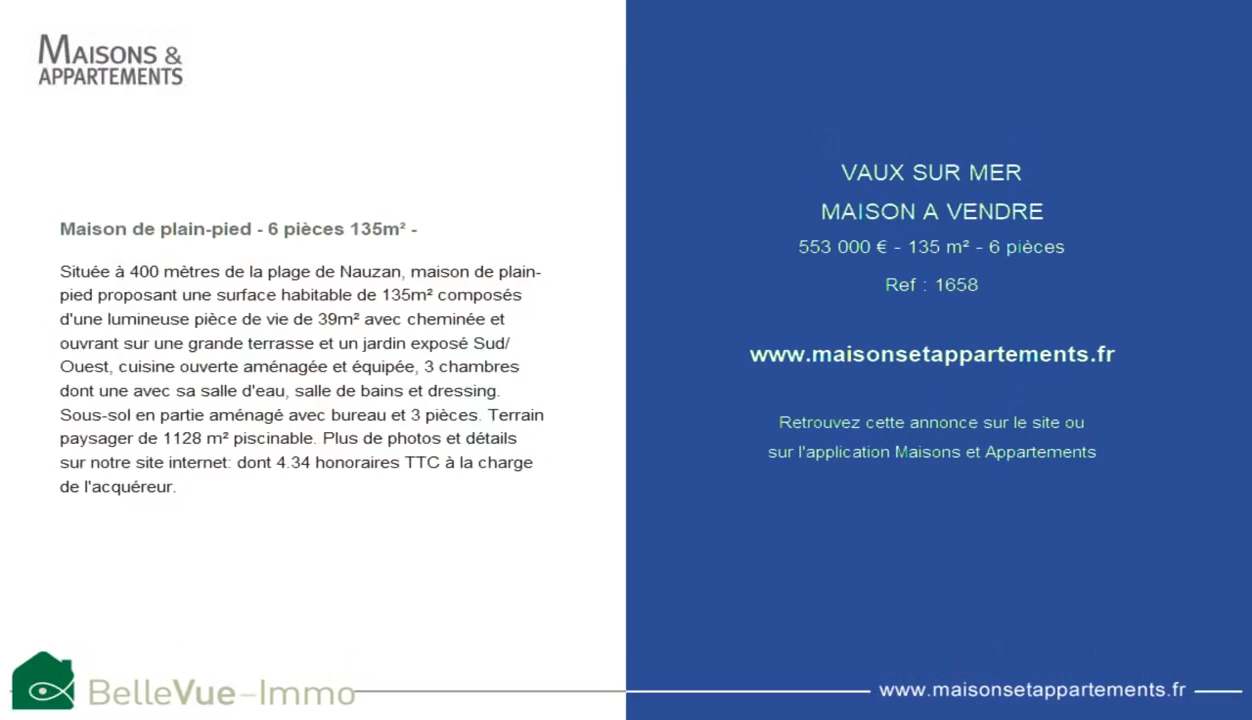 MAISONS &
APPARTEMENTS
Maison de plain-pied - 6 pièces 135m² -
Située à 400 mètres de la plage de Nauzan, maison de plain-
pied proposant une surface habitable de 135m² composés
d'une lumineuse pièce de vie de 39m² avec cheminée et
ouvrant sur une grande terrasse et un jardin exposé Sud/
Ouest, cuisine ouverte aménagée et équipée, 3 chambres
dont une avec sa salle d'eau, salle de bains et dressing.
Sous-sol en partie aménagé avec bureau et 3 pièces. Terrain
paysager de 1128 m² piscinable. Plus de photos et détails
sur notre site internet: dont 4.34 honoraires TTC à la charge
de l'acquéreur.
BelleVue-Immo
VAUX SUR MER
MAISON A VENDRE
553 000 € - 135 m² - 6 pièces
Ref : 1658
www.maisonsetappartements.fr
Retrouvez cette annonce sur le site ou
sur l'application Maisons et Appartements
www.maisonsetappartements.fr